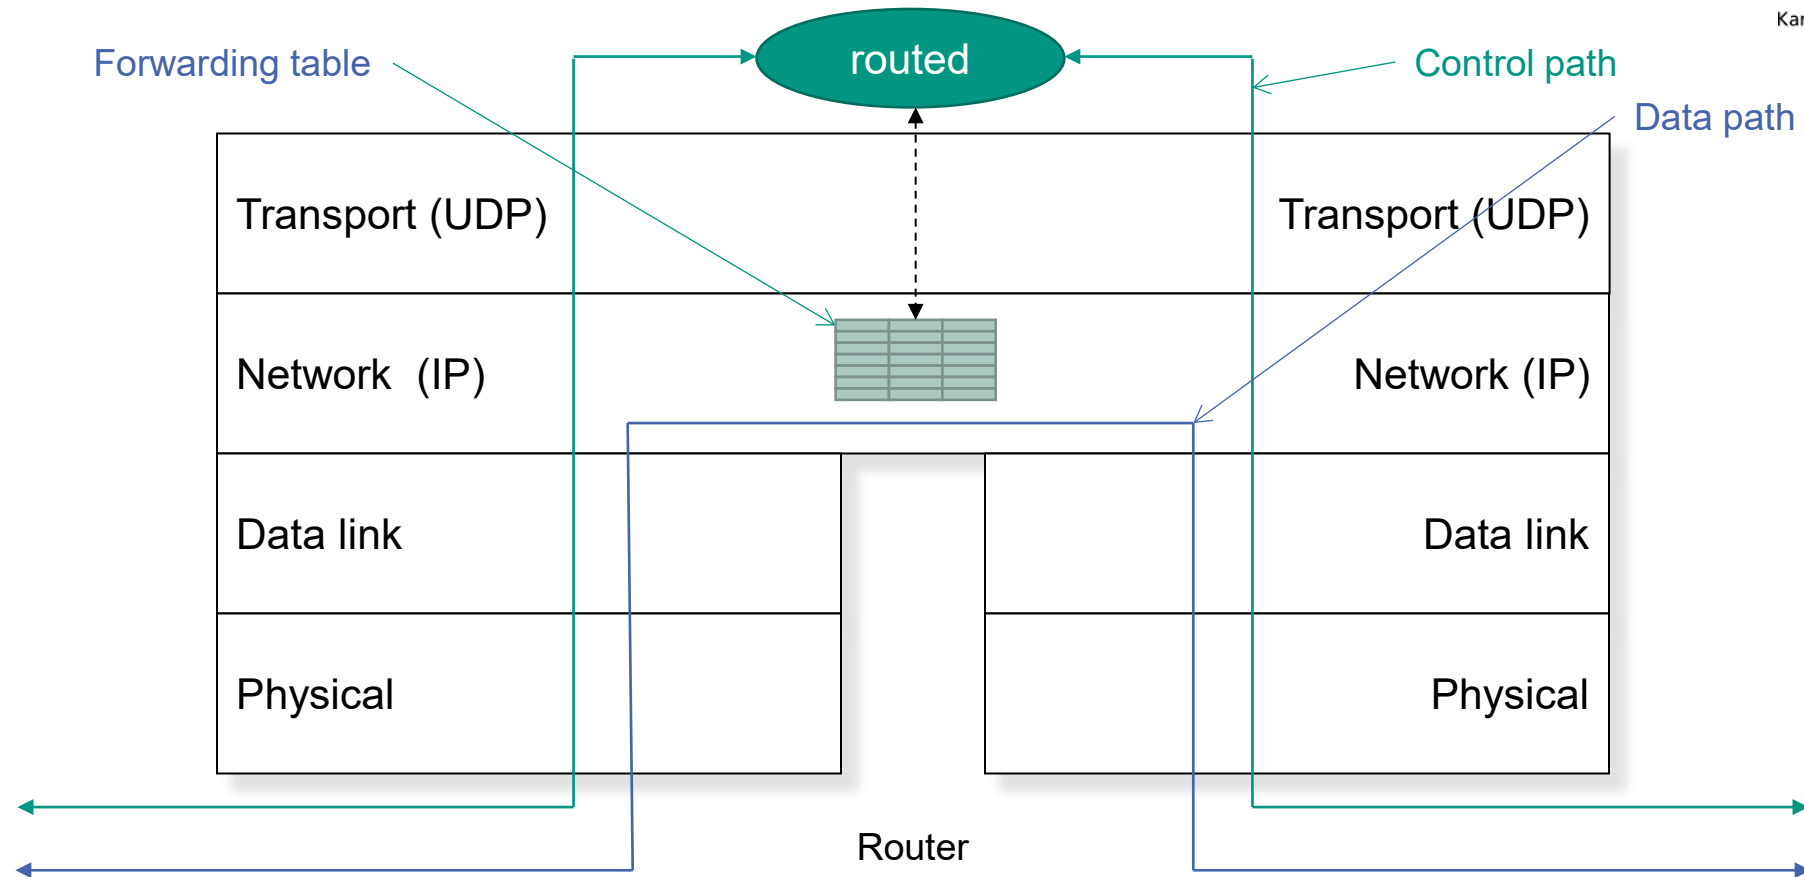 Kar
routed
Forwarding table
Control path
Data path
Transport (UDP)
Transport (UDP)
Network (IP)
Network (IP)
Data link
Data link
Physical
Physical
Router